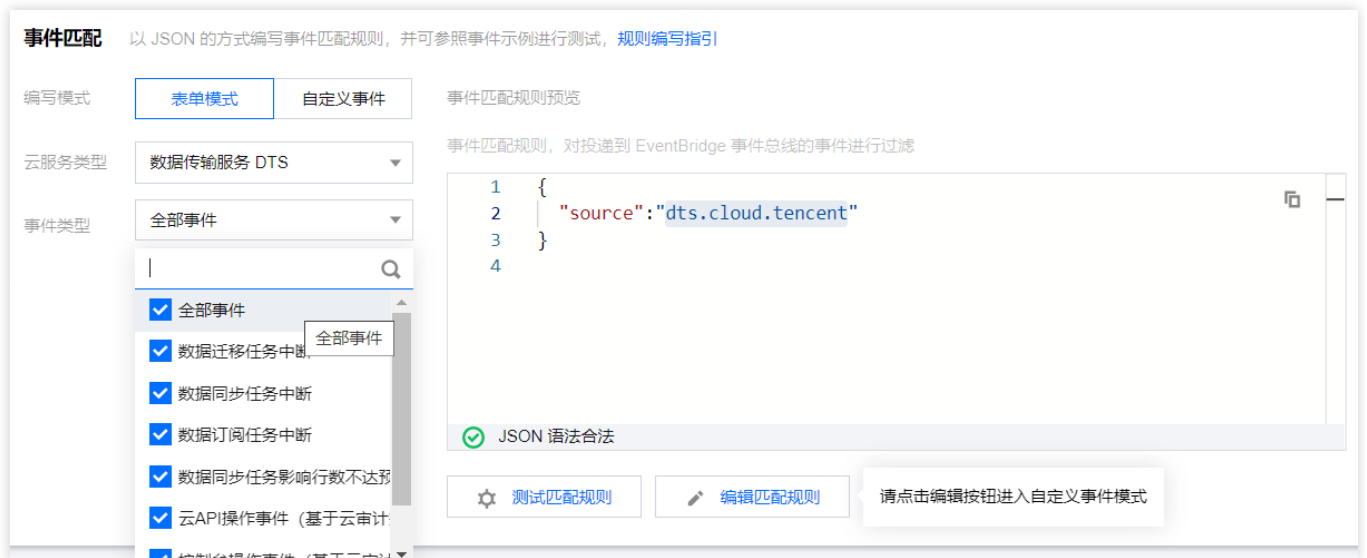 事件匹配 以 JSON 的方式编写事件匹配规则，并可参照事件示例进行测试，规则编写指引
编写模式 表单模式 自定义事件
云服务类型 数据传输服务 DTS
事件类型 全部事件
全部事件
全部事件
数据迁移任务中断
数据同步任务中断
数据订阅任务中断
数据同步任务影响行数不达预
云API操作事件（基于云审计
事件匹配规则预览
事件匹配规则，对投递到 EventBridge 事件总线的事件进行过滤
1 {
2 "source":"dts.cloud.tencent"
3 }
4
JSON 语法合法
测试匹配规则 编辑匹配规则 请点击编辑按钮进入自定义事件模式